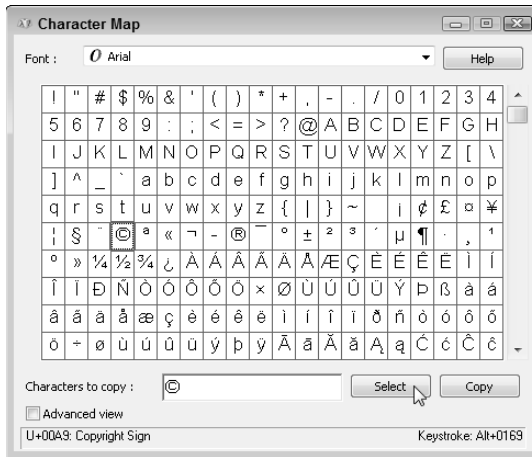 Character Map
Font : O Arial Help
! " # $ % & ' ( ) * + , - . / 0 1 2 3 4
5 6 7 8 9 : ; < = > ? @ A B C D E F G H
I J K L M N O P Q R S T U V W X Y Z [ \
] ^ _ ` a b c d e f g h i j k l m n o p
q r s t u v w x y z { | } ~ ¡ ¢ £ ¤ ¥
¦ § ¨ © ª « ¬ - ® ¯ ° ± ² ³ ´ µ ¶ · ¸ ¹
º » ¼ ½ ¾ ¿ À Á Â Ã Ä Å Æ Ç È É Ê Ë Ì Í
Î Ï Ð Ñ Ò Ó Ô Õ Ö × Ø Ù Ú Û Ü Ý Þ ß à á
â ã ä å æ ç è é ê ë ì í î ï ð ñ ò ó ô õ
ö ÷ ø ù ú û ü ý þ ÿ Ā ā Ă ă Ą ą Ć ć Ĉ ĉ
Characters to copy : © Select Copy
Advanced view
U+00A9: Copyright Sign Keystroke: Alt+0169